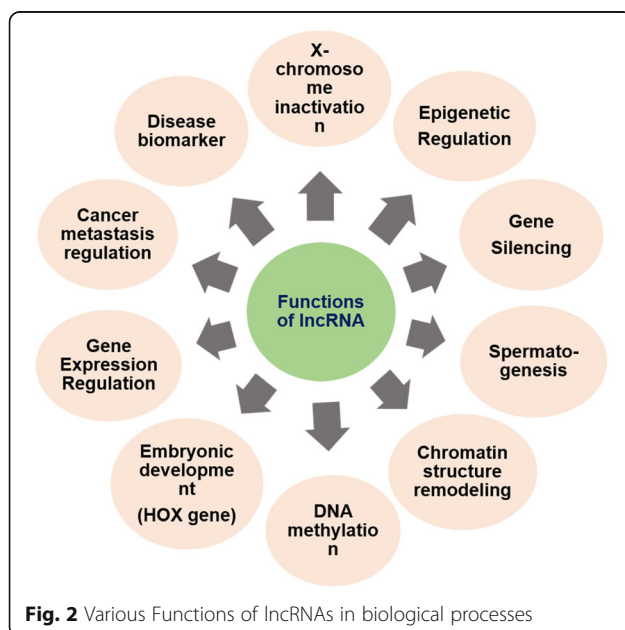 X-
chromoso
me
inactivatio
n
Epigenetic
Regulation
Gene
Silencing
Spermato-
genesis
Chromatin
structure
remodeling
DNA
methylatio
n
Embryonic
developme
nt
(HOX gene)
Gene
Expression
Regulation
Cancer
metastasis
regulation
Disease
biomarker
Functions
of lncRNA
Fig. 2 Various Functions of lncRNAs in biological processes